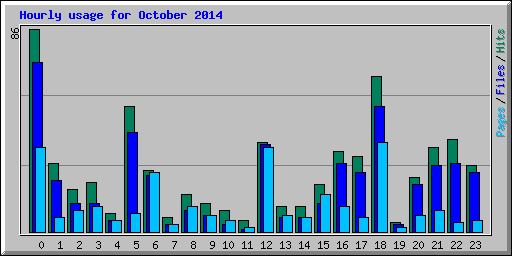 Hourly usage for October 2014
86
Pages/Files/Hits
0 1 2 3 4 5 6 7 8 9 10 11 12 13 14 15 16 17 18 19 20 21 22 23